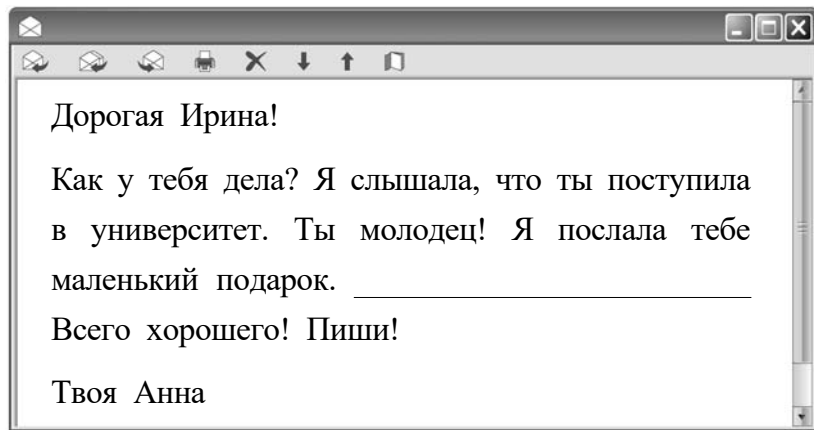 Дорогая Ирина!
Как у тебя дела? Я слышала, что ты поступила
в университет. Ты молодец! Я послала тебе
маленький подарок. ____________________
Всего хорошего! Пиши!
Твоя Анна